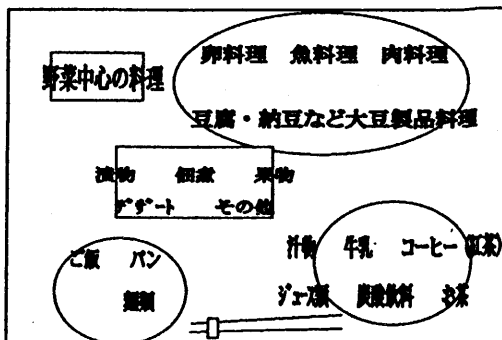 卵料理 魚料理 肉料理
野菜中心の料理
豆腐・納豆など大豆製品料理
漬物 佃煮 果物
デザート その他
汁物 牛乳 コーヒー(紅茶)
ご飯 パン
麺類
ジュース類 炭酸飲料 お茶